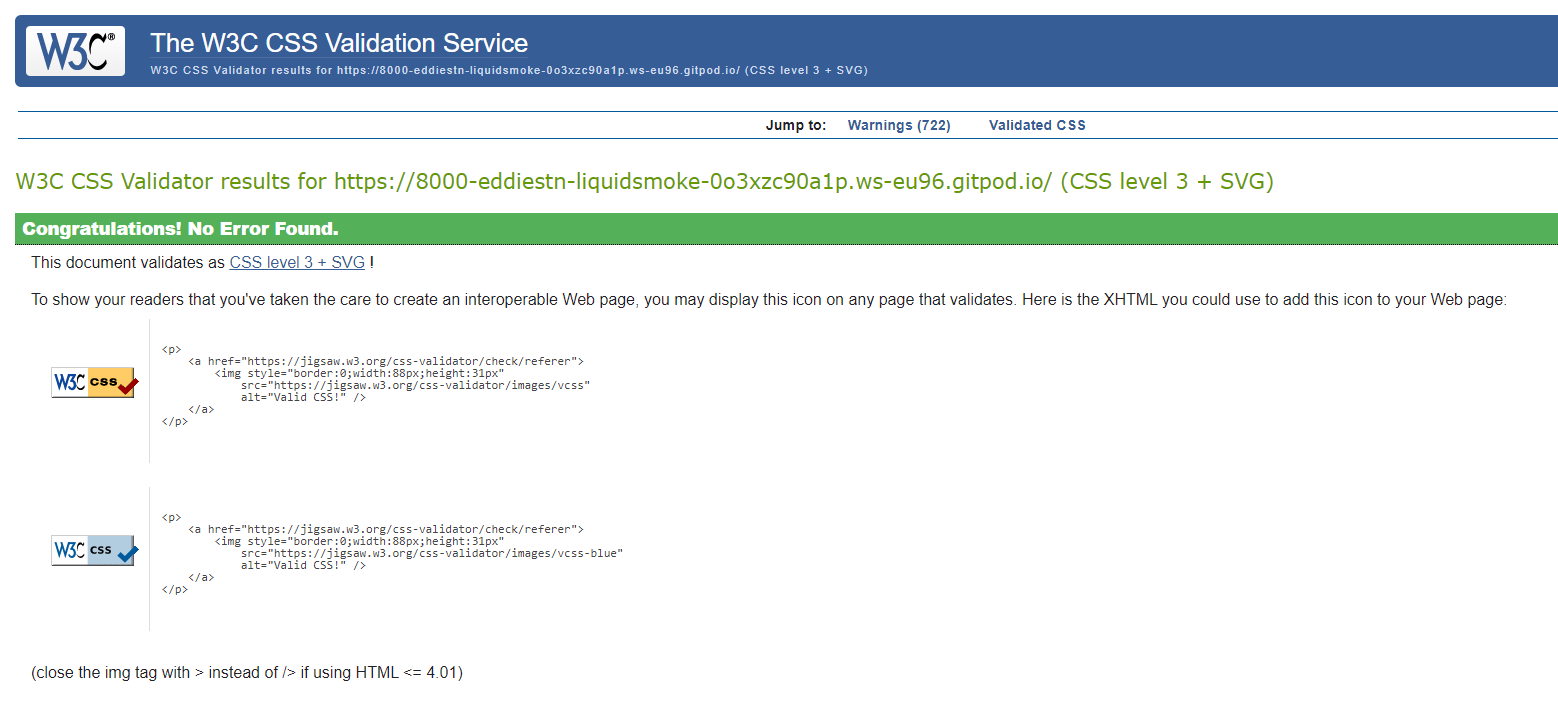 W3C®
The W3C CSS Validation Service
W3C CSS Validator results for https://8000-eddiestn-liquidsmoke-0o3xzc90a1p.ws-eu96.gitpod.io/ (CSS level 3 + SVG)
Jump to: Warnings (722) Validated CSS
W3C CSS Validator results for https://8000-eddiestn-liquidsmoke-0o3xzc90a1p.ws-eu96.gitpod.io/ (CSS level 3 + SVG)
Congratulations! No Error Found.
This document validates as CSS level 3 + SVG !
To show your readers that you've taken the care to create an interoperable Web page, you may display this icon on any page that validates. Here is the XHTML you could use to add this icon to your Web page:
W3C css
<p>
<a href="https://jigsaw.w3.org/css-validator/check/referer">
<img style="border:0;width:88px;height:31px"
src="https://jigsaw.w3.org/css-validator/images/vcss"
alt="Valid CSS!" />
</a>
</p>
W3C css
<p>
<a href="https://jigsaw.w3.org/css-validator/check/referer">
<img style="border:0;width:88px;height:31px"
src="https://jigsaw.w3.org/css-validator/images/vcss-blue"
alt="Valid CSS!" />
</a>
</p>
(close the img tag with > instead of /> if using HTML <= 4.01)